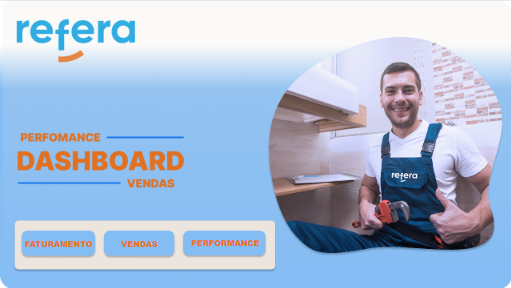 refera
PERFOMANCE
DASHBOARD
VENDAS
refera
FATURAMENTO
VENDAS
PERFORMANCE